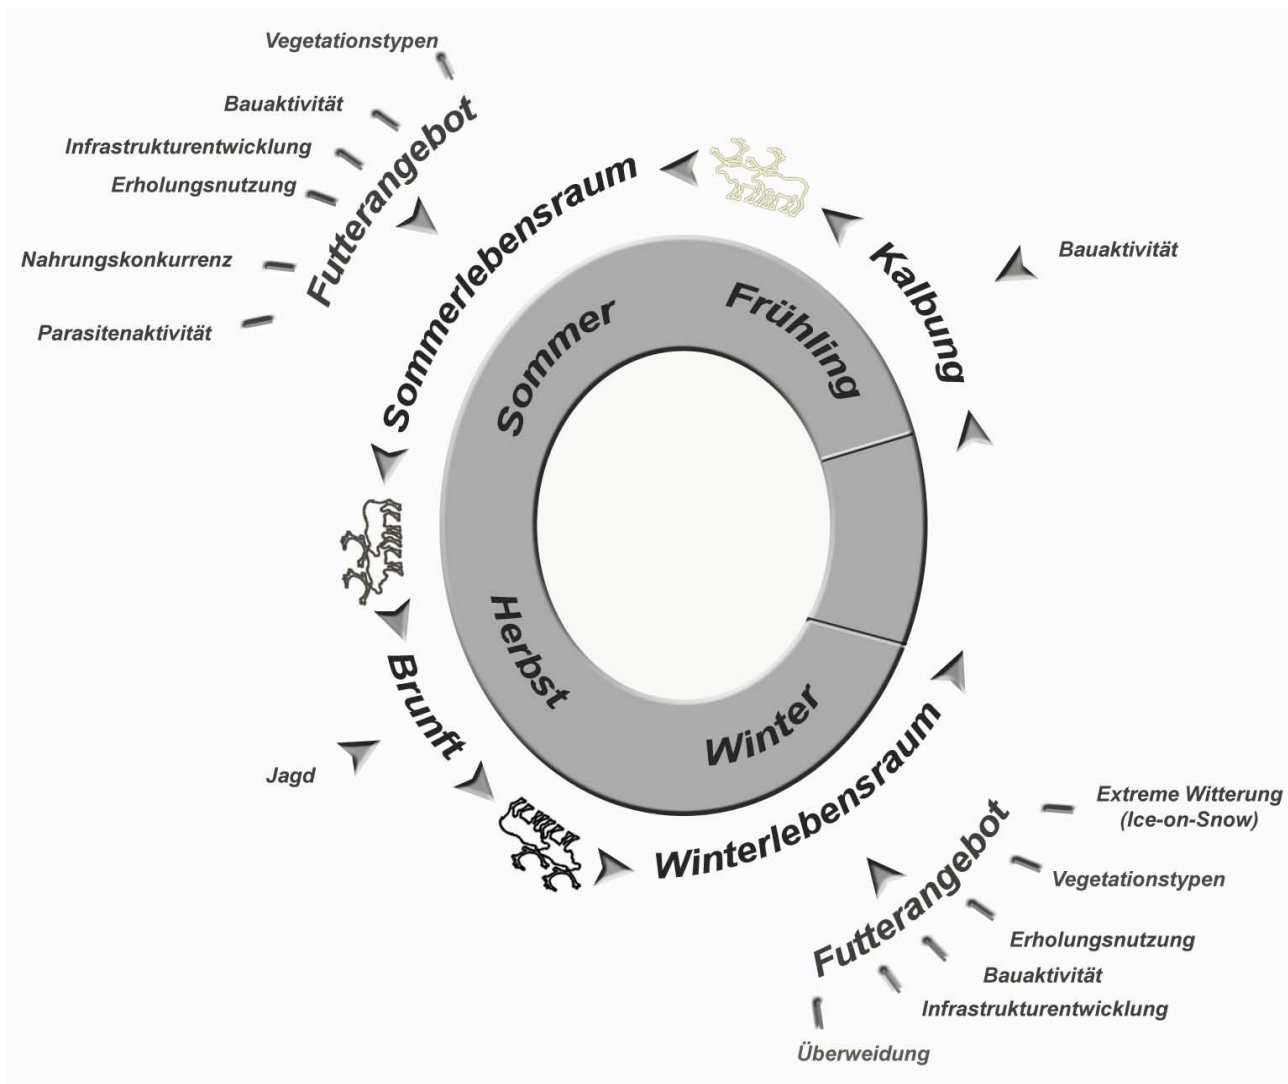 Vegetationstypen
Bauaktivität
Infrastrukturentwicklung
Erholungsnutzung
Nahrungskonkurrenz
Parasitenaktivität
Futterangebot
Sommerlebensraum
Kalbung
Bauaktivität
Sommer
Frühling
Herbst
Winter
Brunft
Jagd
Winterlebensraum
Futterangebot
Extreme Witterung
(Ice-on-Snow)
Vegetationstypen
Erholungsnutzung
Bauaktivität
Infrastrukturentwicklung
Überweidung